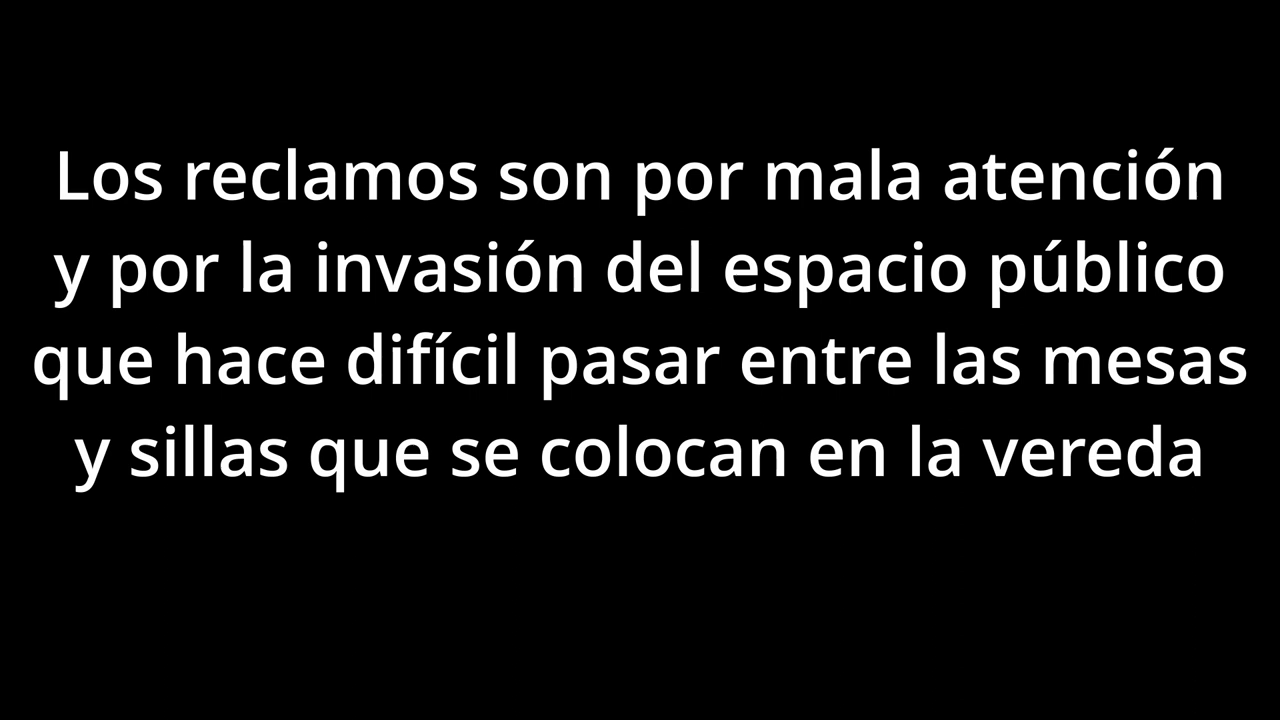 Los reclamos son por mala atención
y por la invasión del espacio público
que hace difícil pasar entre las mesas
y sillas que se colocan en la vereda